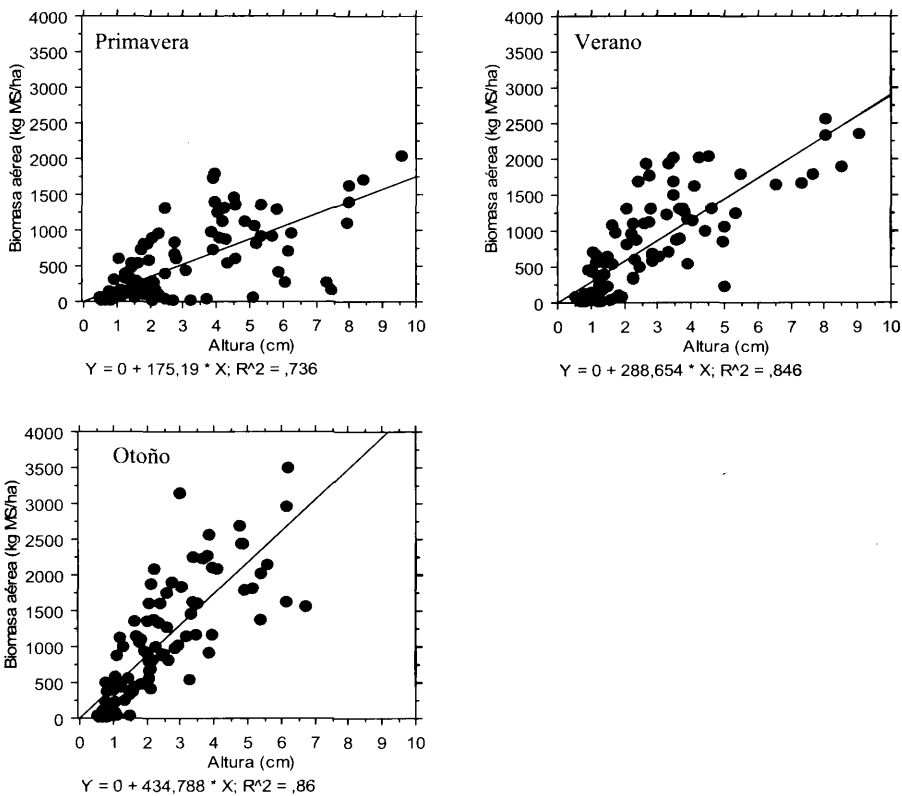 Primavera
4000
3500
3000
2500
2000
1500
1000
500
0
Biomasa aérea (kg MS/ha)
0 1 2 3 4 5 6 7 8 9 10
Altura (cm)
Y = 0 + 175,19 * X; R^2 = ,736
Verano
4000
3500
3000
2500
2000
1500
1000
500
0
Biomasa aérea (kg MS/ha)
0 1 2 3 4 5 6 7 8 9 10
Altura (cm)
Y = 0 + 288,654 * X; R^2 = ,846
Otoño
4000
3500
3000
2500
2000
1500
1000
500
0
Biomasa aérea (kg MS/ha)
0 1 2 3 4 5 6 7 8 9 10
Altura (cm)
Y = 0 + 434,788 * X; R^2 = ,86